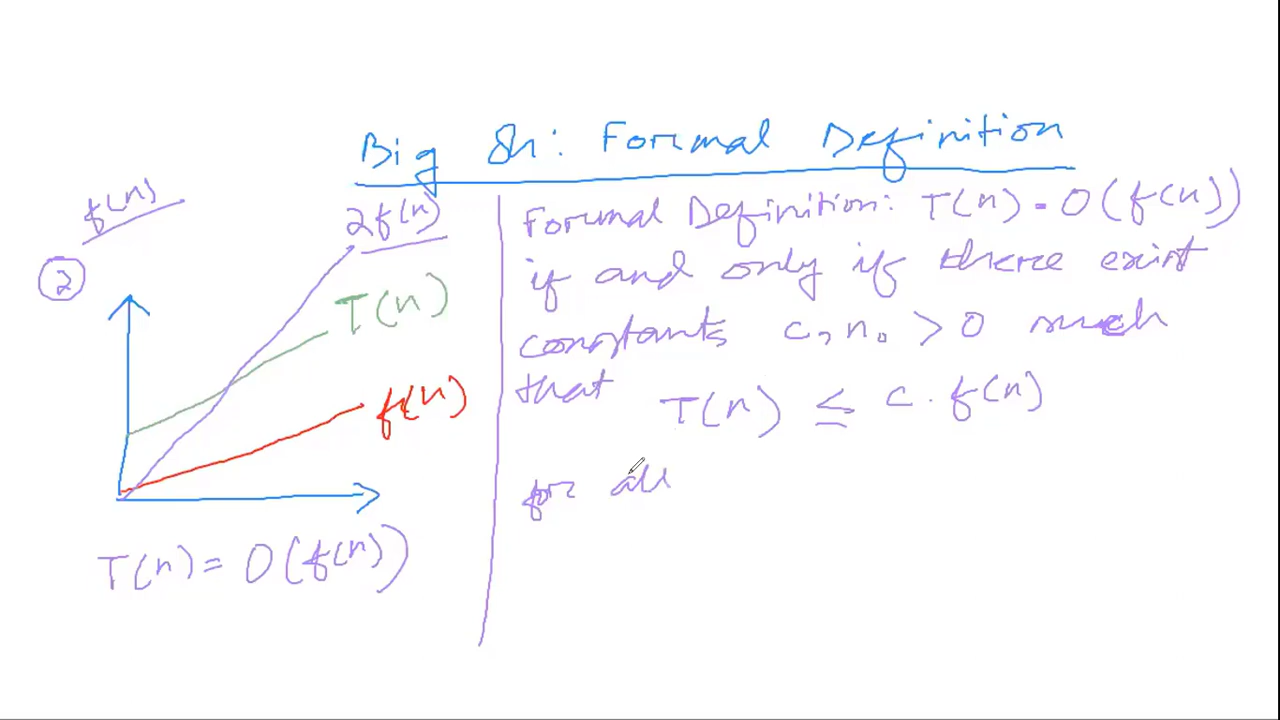 Big Oh: Formal Definition
f(n)
2
2f(n)
T(n)
f(n)
T(n) = O(f(n))
Formal Definition: T(n) = O(f(n))
if and only if there exist
constants c, n₀ > 0 such
that
T(n) ≤ c . f(n)
for all